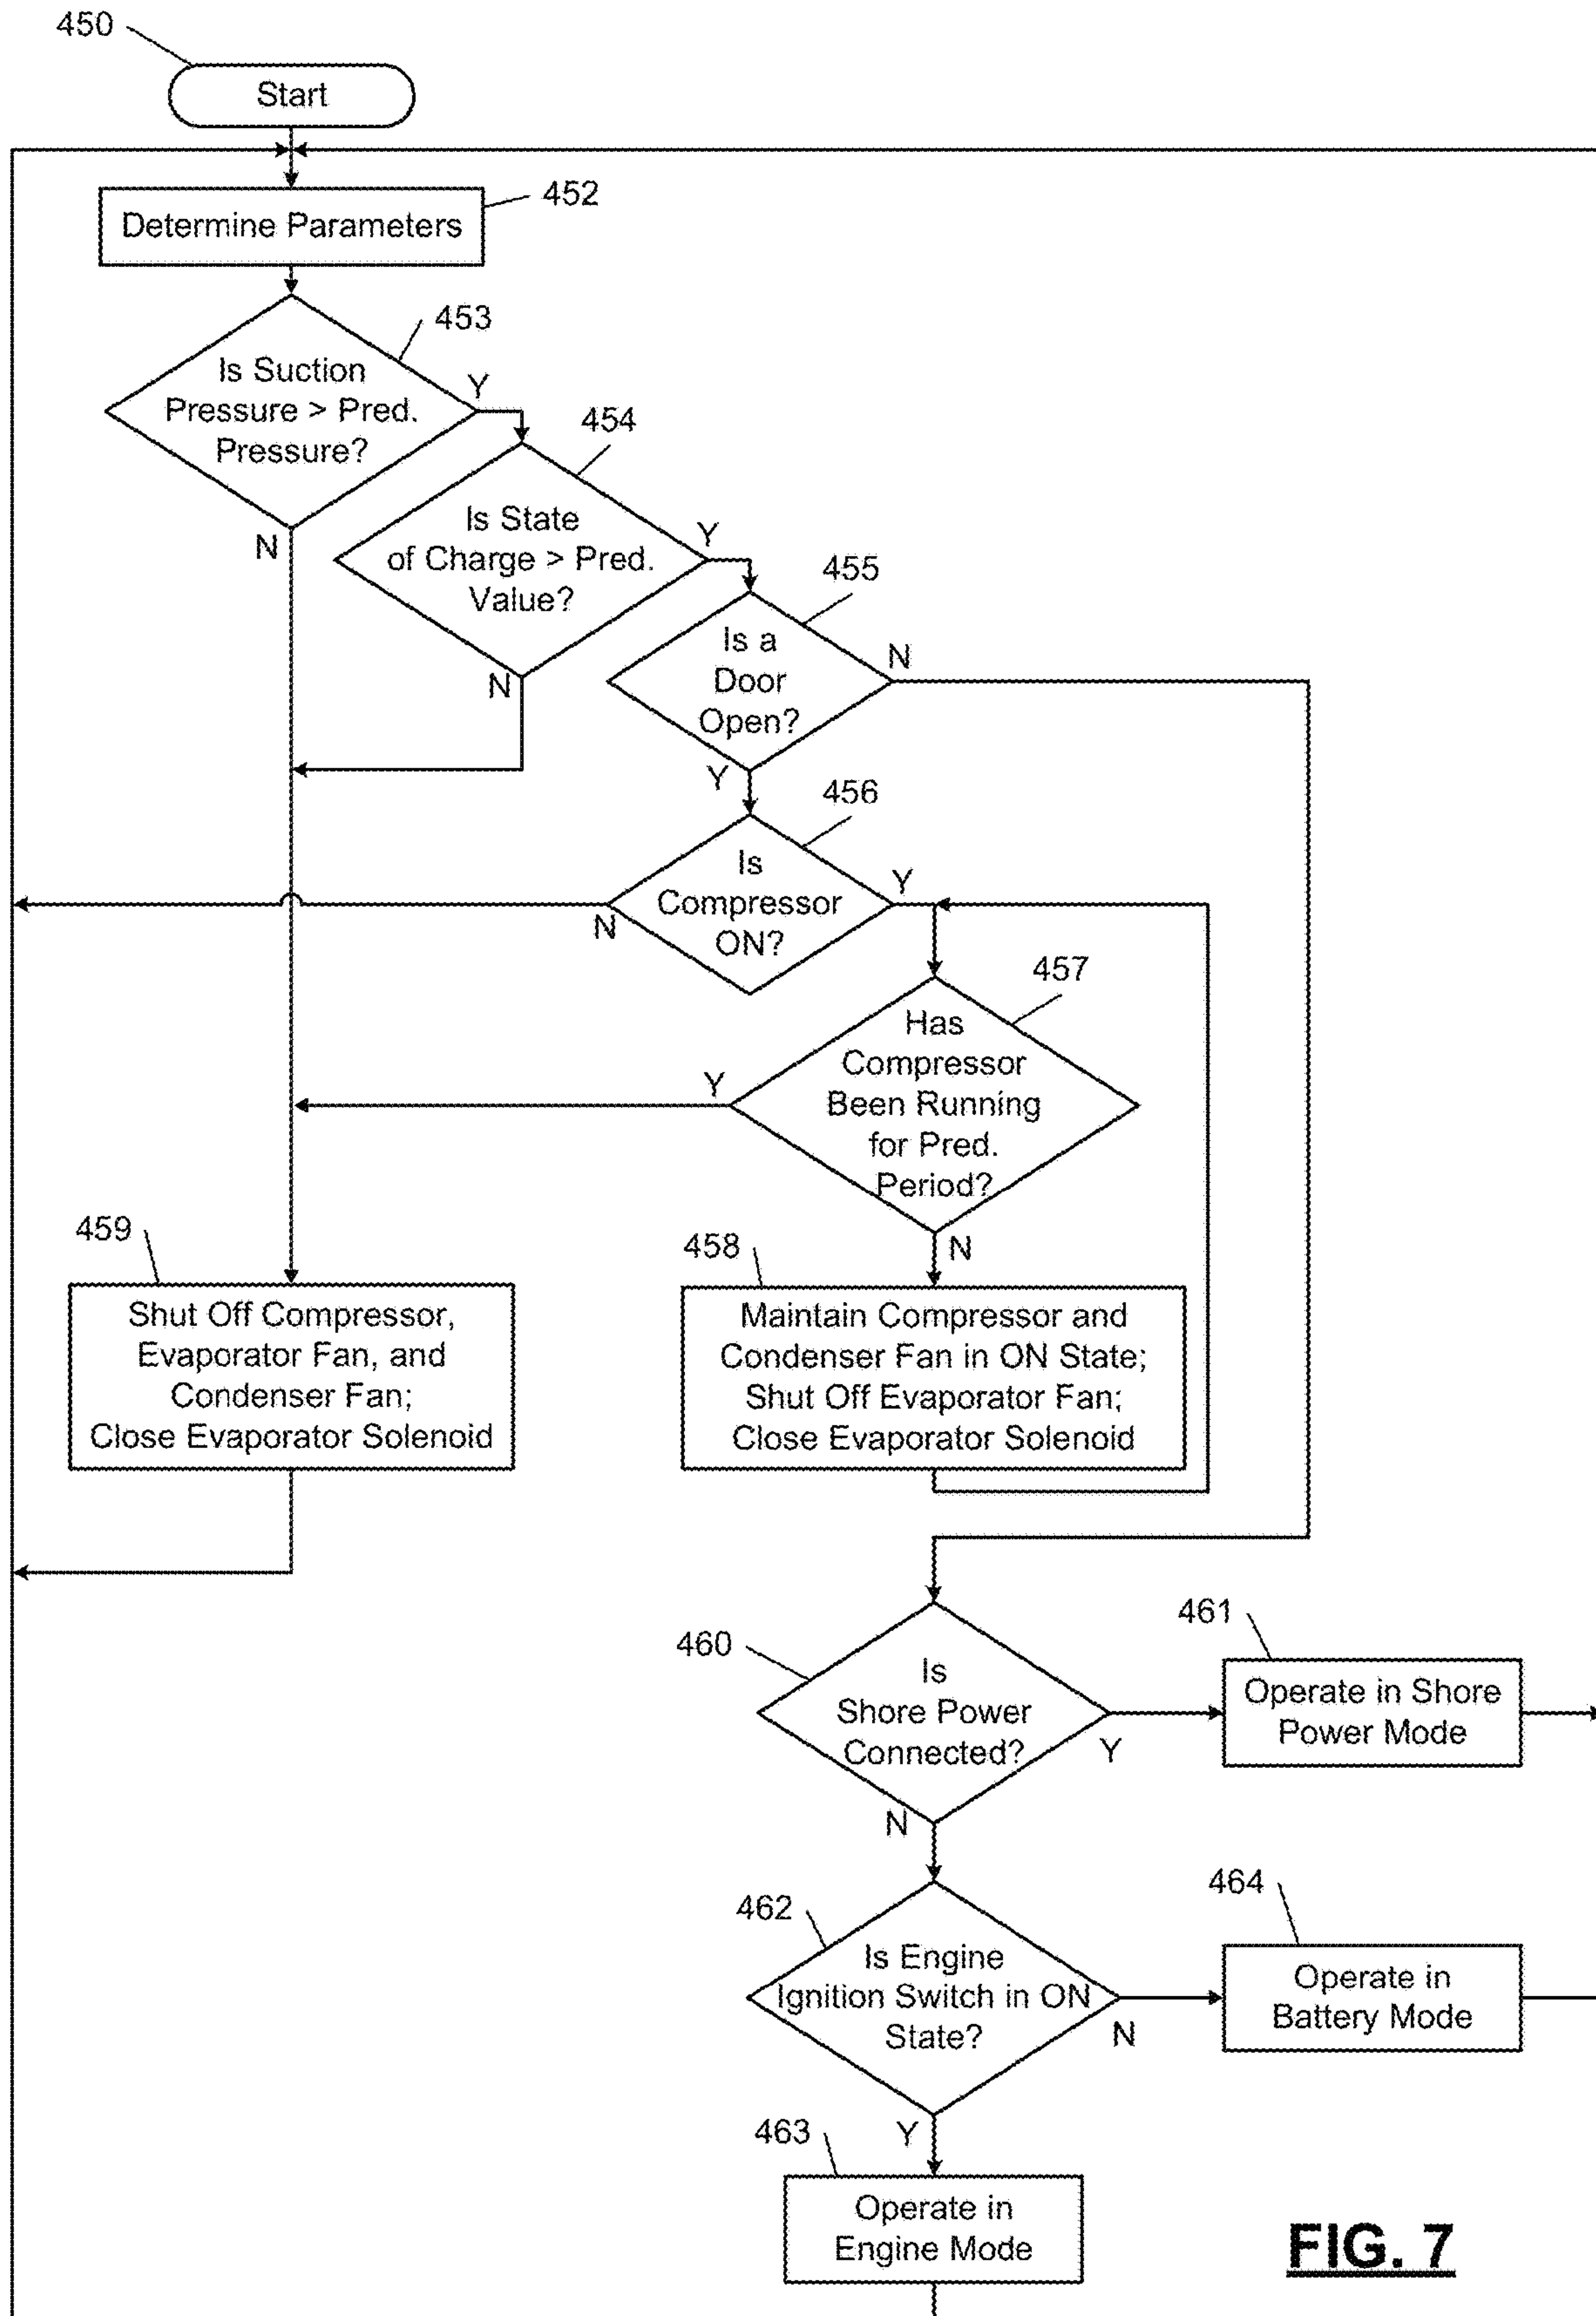 450
Start
452
Determine Parameters
453
Is Suction
Pressure > Pred.
Pressure?
Y
N
454
Is State
of Charge > Pred.
Value?
Y
N
455
Is a
Door
Open?
N
Y
456
Is
Compressor
ON?
Y
N
457
Has
Compressor
Been Running
for Pred.
Period?
Y
N
459
Shut Off Compressor,
Evaporator Fan, and
Condenser Fan;
Close Evaporator Solenoid
458
Maintain Compressor and
Condenser Fan in ON State;
Shut Off Evaporator Fan;
Close Evaporator Solenoid
460
Is
Shore Power
Connected?
Y
N
461
Operate in Shore
Power Mode
462
Is Engine
Ignition Switch in ON
State?
N
Y
464
Operate in
Battery Mode
463
Operate in
Engine Mode
FIG. 7